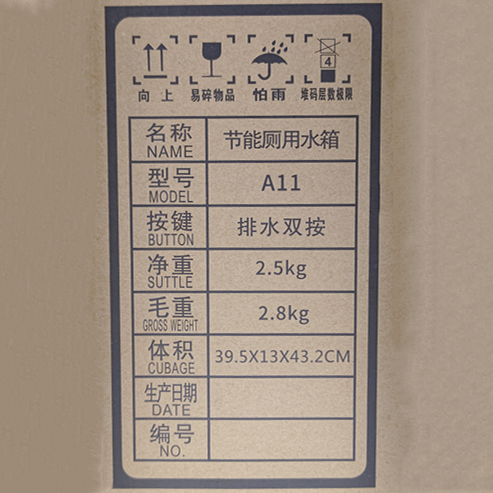 4
向上 易碎物品 怕雨 堆码层数极限
名称 节能厕用水箱
NAME
型号 A11
MODEL
按键 排水双按
BUTTON
净重 2.5kg
SUTTLE
毛重 2.8kg
GROSS WEIGHT
体积 39.5X13X43.2CM
CUBAGE
生产日期
DATE
编号
NO.